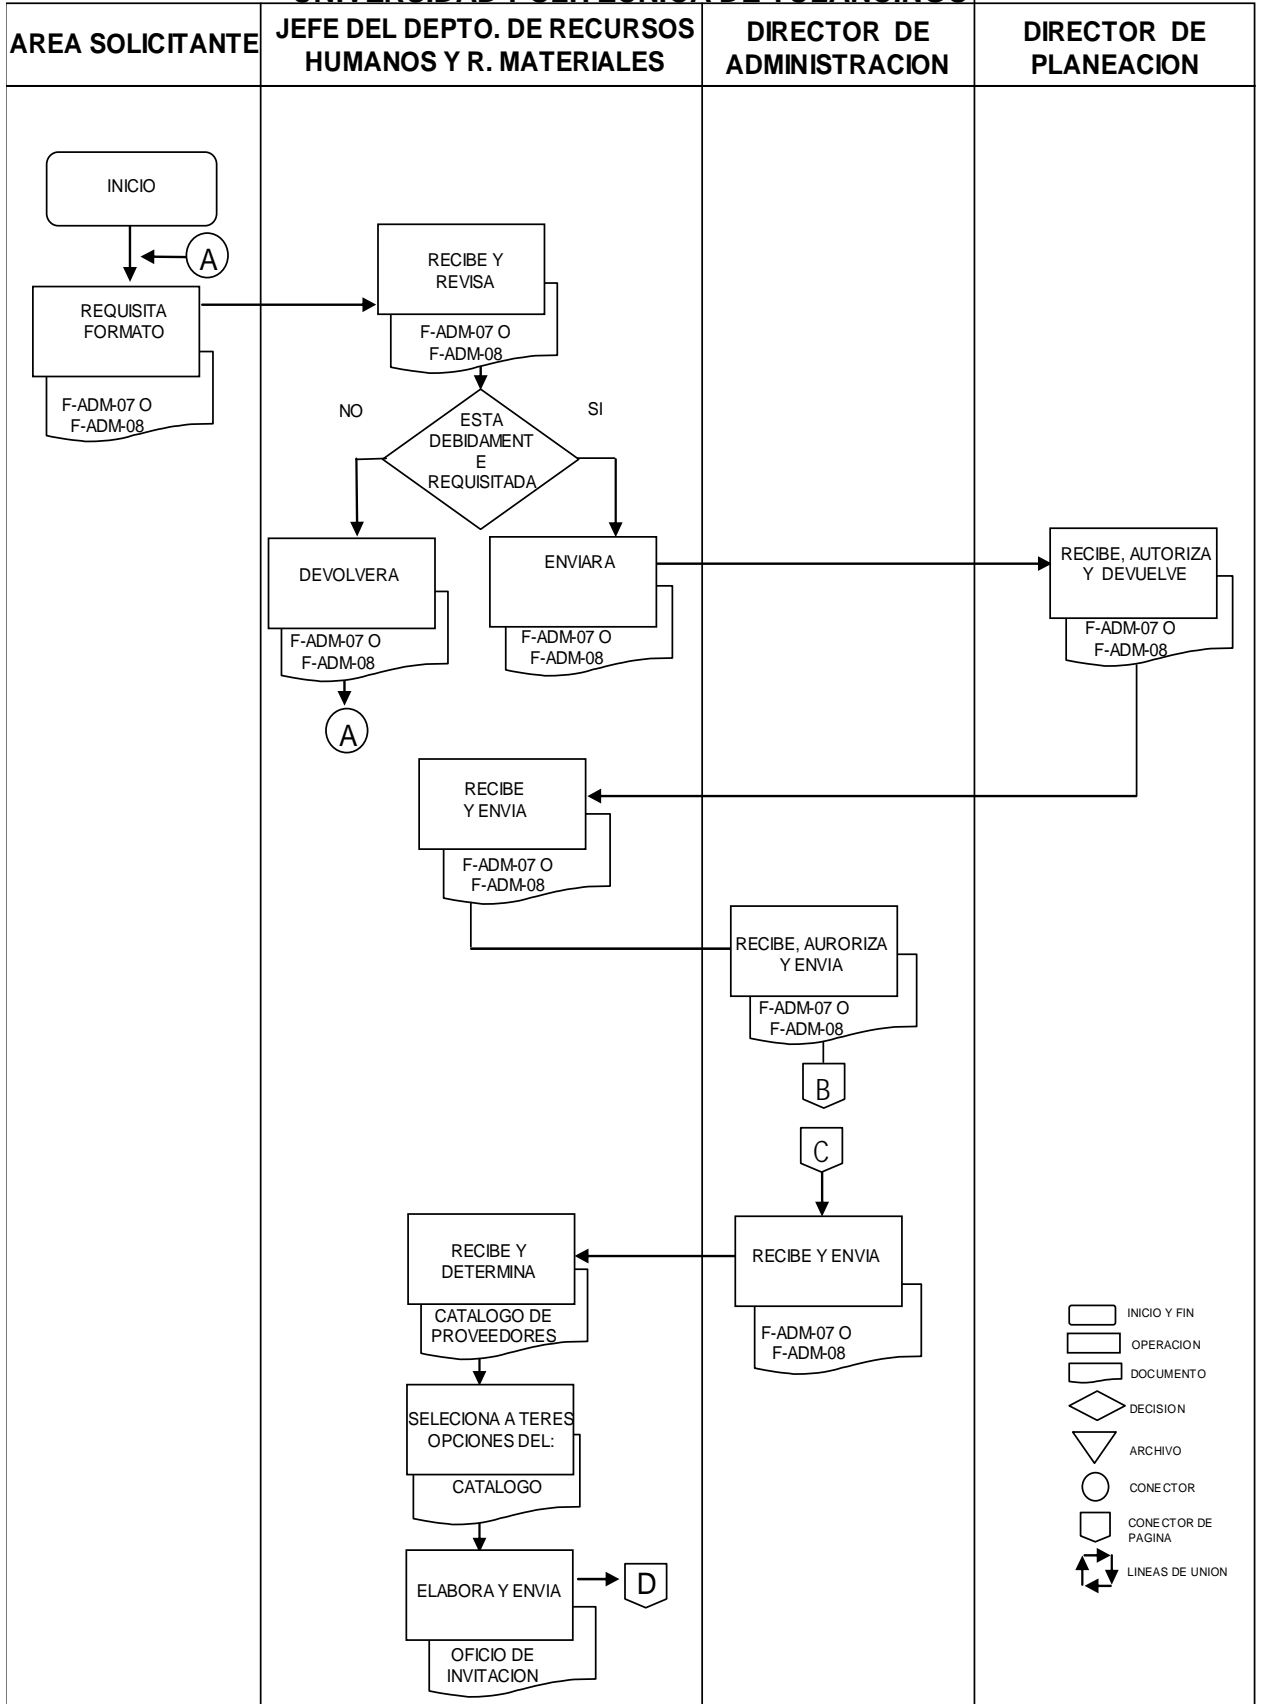 AREA SOLICITANTE
JEFE DEL DEPTO. DE RECURSOS
HUMANOS Y R. MATERIALES
DIRECTOR DE
ADMINISTRACION
DIRECTOR DE
PLANEACION
INICIO
A
REQUISITA
FORMATO
F-ADM-07 O
F-ADM-08
RECIBE Y
REVISA
F-ADM-07 O
F-ADM-08
NO
SI
ESTA
DEBIDAMENT
E
REQUISITADA
DEVOLVERA
F-ADM-07 O
F-ADM-08
A
ENVIARA
F-ADM-07 O
F-ADM-08
RECIBE, AUTORIZA
Y DEVUELVE
F-ADM-07 O
F-ADM-08
RECIBE
Y ENVIA
F-ADM-07 O
F-ADM-08
RECIBE, AURORIZA
Y ENVIA
F-ADM-07 O
F-ADM-08
B
C
RECIBE Y ENVIA
F-ADM-07 O
F-ADM-08
RECIBE Y
DETERMINA
CATALOGO DE
PROVEEDORES
SELECIONA A TERES
OPCIONES DEL:
CATALOGO
ELABORA Y ENVIA
D
OFICIO DE
INVITACION
INICIO Y FIN
OPERACION
DOCUMENTO
DECISION
ARCHIVO
CONECTOR
CONECTOR DE
PAGINA
LINEAS DE UNION